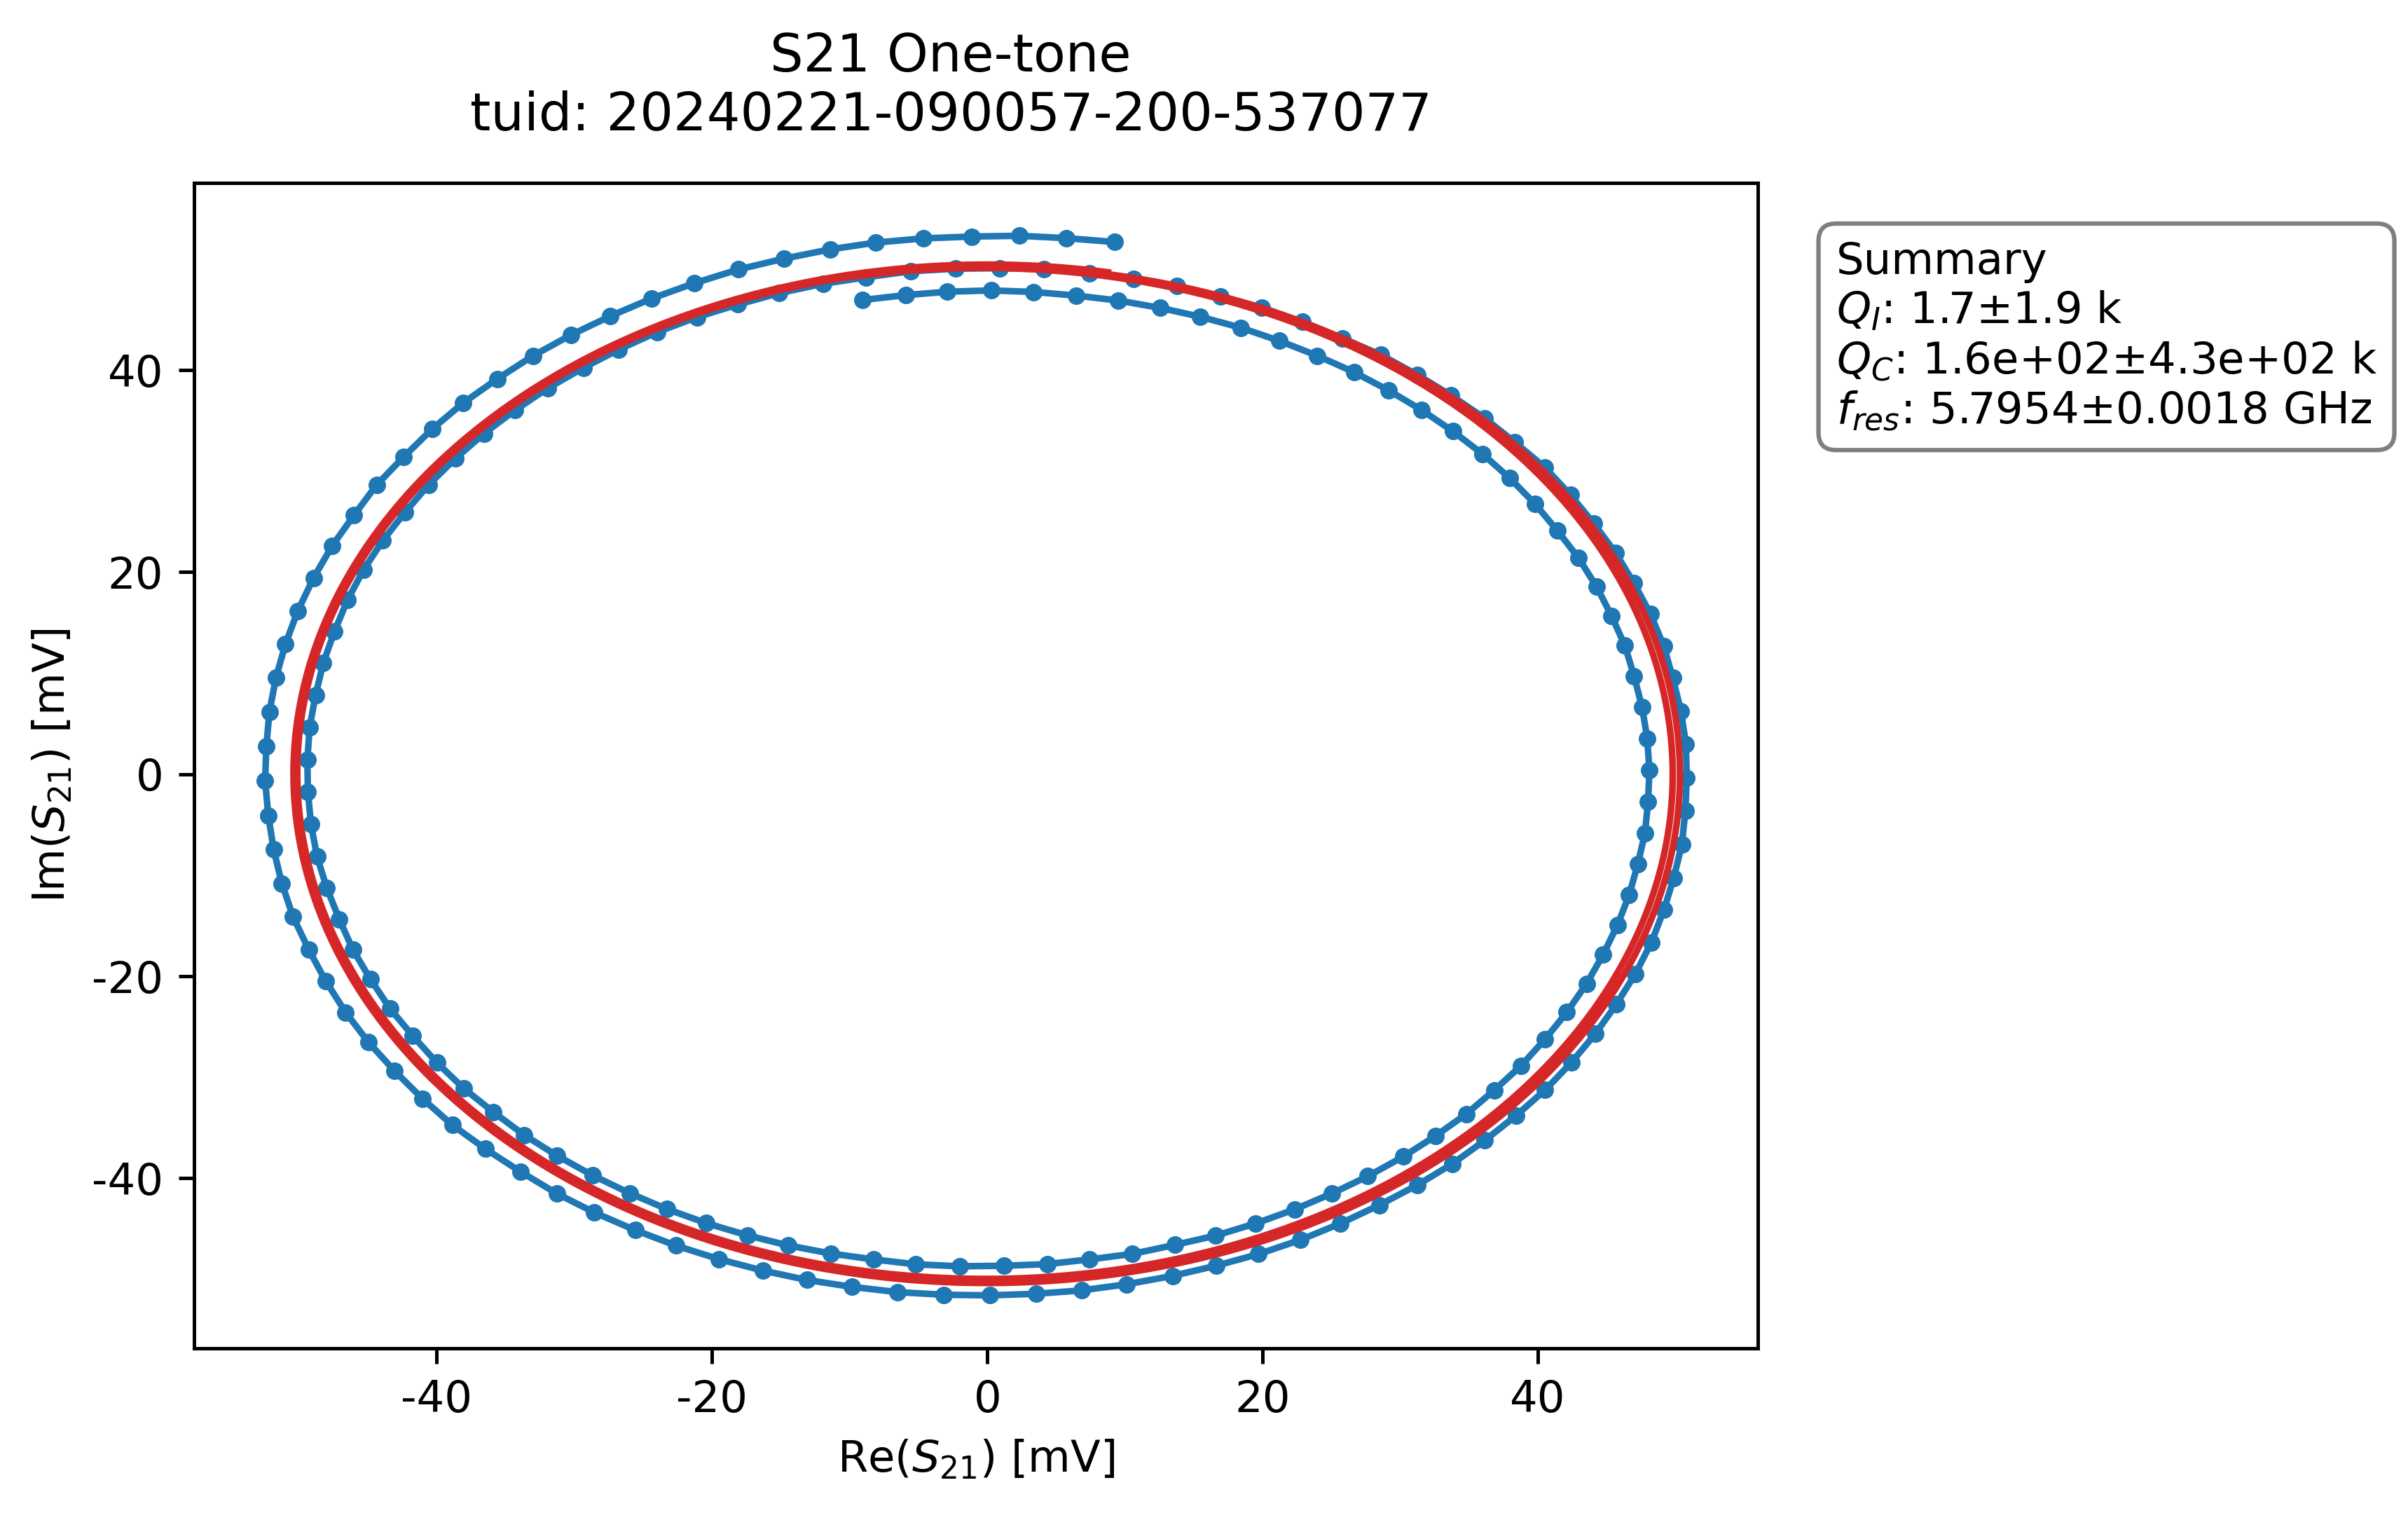 S21 One-tone
tuid: 20240221-090057-200-537077
Summary
Ql: 1.7±1.9 k
QC: 1.6e+02±4.3e+02 k
fres: 5.7954±0.0018 GHz
40
20
0
-20
-40
Im(S21) [mV]
-40 -20 0 20 40
Re(S21) [mV]